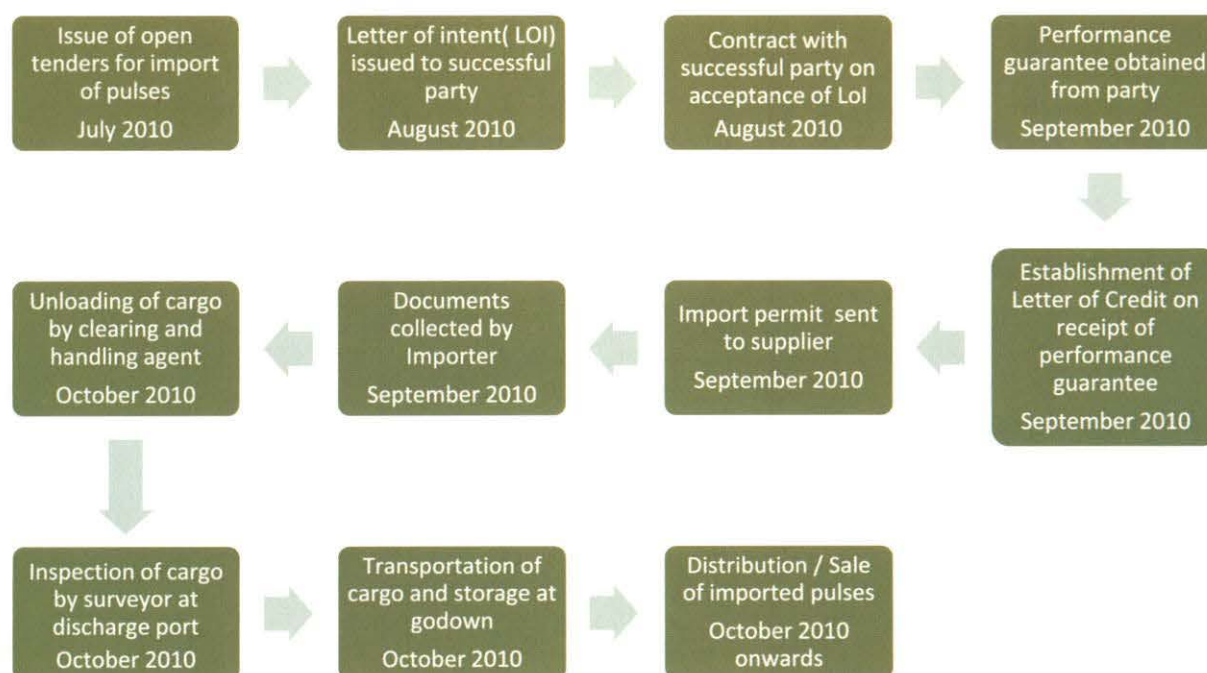 Issue of open
tenders for import
of pulses
July 2010
Letter of intent( LOI)
issued to successful
party
August 2010
Contract with
successful party on
acceptance of LoI
August 2010
Performance
guarantee obtained
from party
September 2010
Establishment of
Letter of Credit on
receipt of
performance
guarantee
September 2010
Import permit sent
to supplier
September 2010
Documents
collected by
Importer
September 2010
Unloading of cargo
by clearing and
handling agent
October 2010
Inspection of cargo
by surveyor at
discharge port
October 2010
Transportation of
cargo and storage at
godown
October 2010
Distribution / Sale
of imported pulses
October 2010
onwards